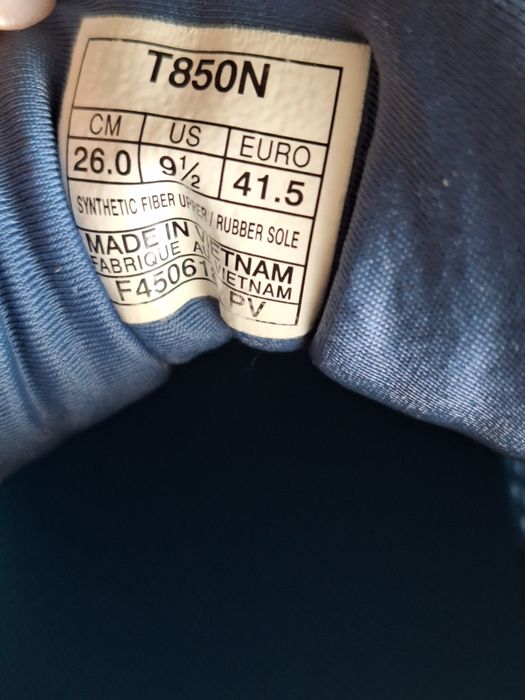 T850N
CM US EURO
26.0 9½ 41.5
SYNTHETIC FIBER UPPER / RUBBER SOLE
MADE IN VIETNAM
FABRIQUE VIETNAM
PV